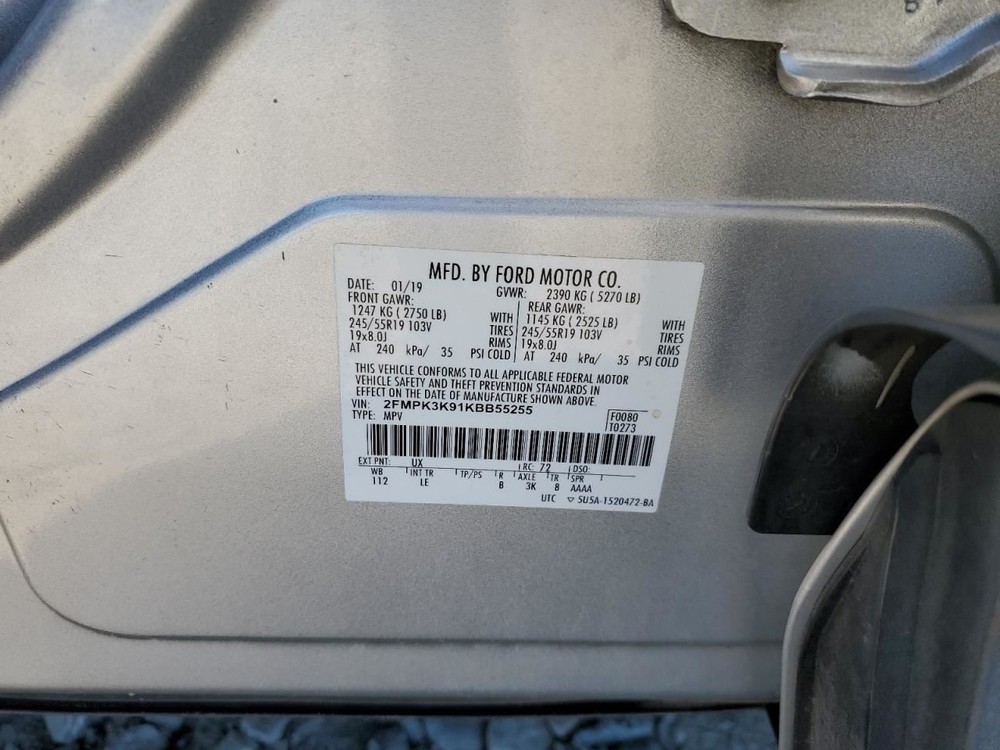 MFD. BY FORD MOTOR CO.
DATE: 01/19 GVWR: 2390 KG ( 5270 LB)
FRONT GAWR: REAR GAWR:
1247 KG ( 2750 LB) WITH 1145 KG ( 2525 LB) WITH
245/55R19 103V TIRES 245/55R19 103V TIRES
19x8.0J RIMS 19x8.0J RIMS
AT 240 kPa/ 35 PSI COLD AT 240 kPa/ 35 PSI COLD
THIS VEHICLE CONFORMS TO ALL APPLICABLE FEDERAL MOTOR
VEHICLE SAFETY AND THEFT PREVENTION STANDARDS IN
EFFECT ON THE DATE OF MANUFACTURE SHOWN ABOVE.
VIN: 2FMPK3K91KBB55255
TYPE: MPV
F0080
T0273
EXT PNT: UX RC: 72 DSO:
WB INT TR TP/PS R AXLE TR SPR
112 LE B 3K 8 AAAA
UTC ▽ 5U5A-1520472-BA